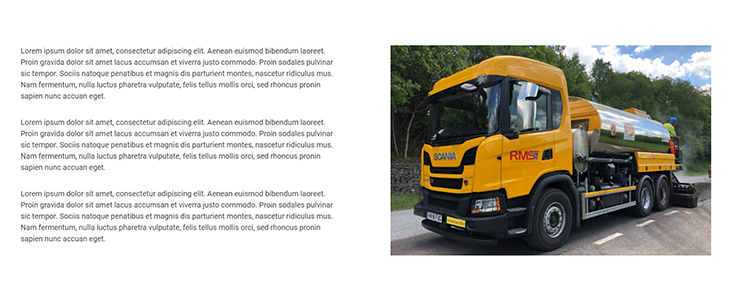 Lorem ipsum dolor sit amet, consectetur adipiscing elit. Aenean euismod bibendum laoreet.
Proin gravida dolor sit amet lacus accumsan et viverra justo commodo. Proin sodales pulvinar
sic tempor. Sociis natoque penatibus et magnis dis parturient montes, nascetur ridiculus mus.
Nam fermentum, nulla luctus pharetra vulputate, felis tellus mollis orci, sed rhoncus pronin
sapien nunc accuan eget.
Lorem ipsum dolor sit amet, consectetur adipiscing elit. Aenean euismod bibendum laoreet.
Proin gravida dolor sit amet lacus accumsan et viverra justo commodo. Proin sodales pulvinar
sic tempor. Sociis natoque penatibus et magnis dis parturient montes, nascetur ridiculus mus.
Nam fermentum, nulla luctus pharetra vulputate, felis tellus mollis orci, sed rhoncus pronin
sapien nunc accuan eget.
Lorem ipsum dolor sit amet, consectetur adipiscing elit. Aenean euismod bibendum laoreet.
Proin gravida dolor sit amet lacus accumsan et viverra justo commodo. Proin sodales pulvinar
sic tempor. Sociis natoque penatibus et magnis dis parturient montes, nascetur ridiculus mus.
Nam fermentum, nulla luctus pharetra vulputate, felis tellus mollis orci, sed rhoncus pronin
sapien nunc accuan eget.
SCANIA
RMS